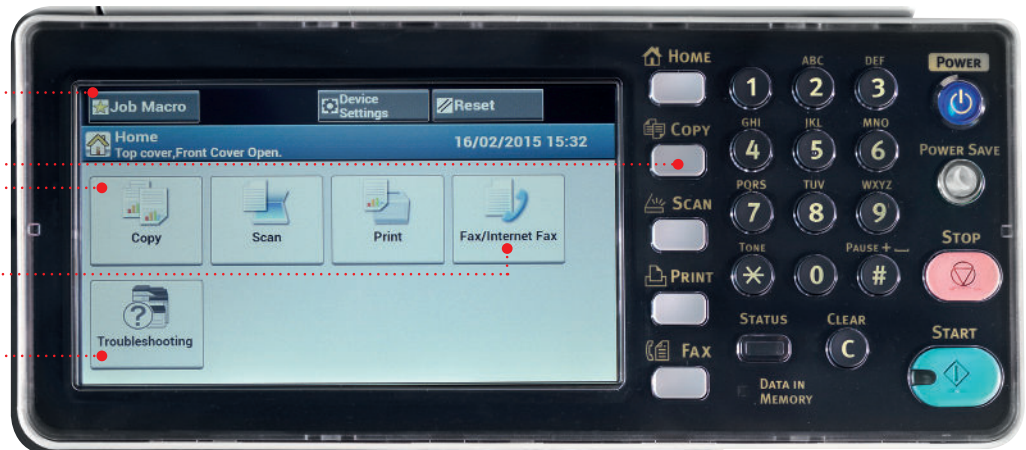 Job Macro
Device
Settings
Reset
Home
Top cover,Front Cover Open.
16/02/2015 15:32
Copy
Scan
Print
Fax/Internet Fax
Troubleshooting
HOME
COPY
SCAN
PRINT
FAX
1
ABC
2
DEF
3
GHI
4
JKL
5
MNO
6
PQRS
7
TUV
8
WXYZ
9
TONE
0
PAUSE +
#
STATUS
CLEAR
C
DATA IN
MEMORY
POWER
POWER SAVE
STOP
START